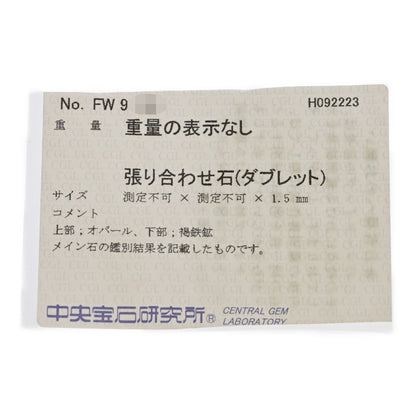 No. FW 9
H092223
重 量 重量の表示なし
張り合わせ石(ダブレット)
サイズ 測定不可 × 測定不可 × 1.5 mm
コメント
上部；オパール、下部；褐鉄鉱
メイン石の鑑別結果を記載したものです。
中央宝石研究所® CENTRAL GEM
LABORATORY